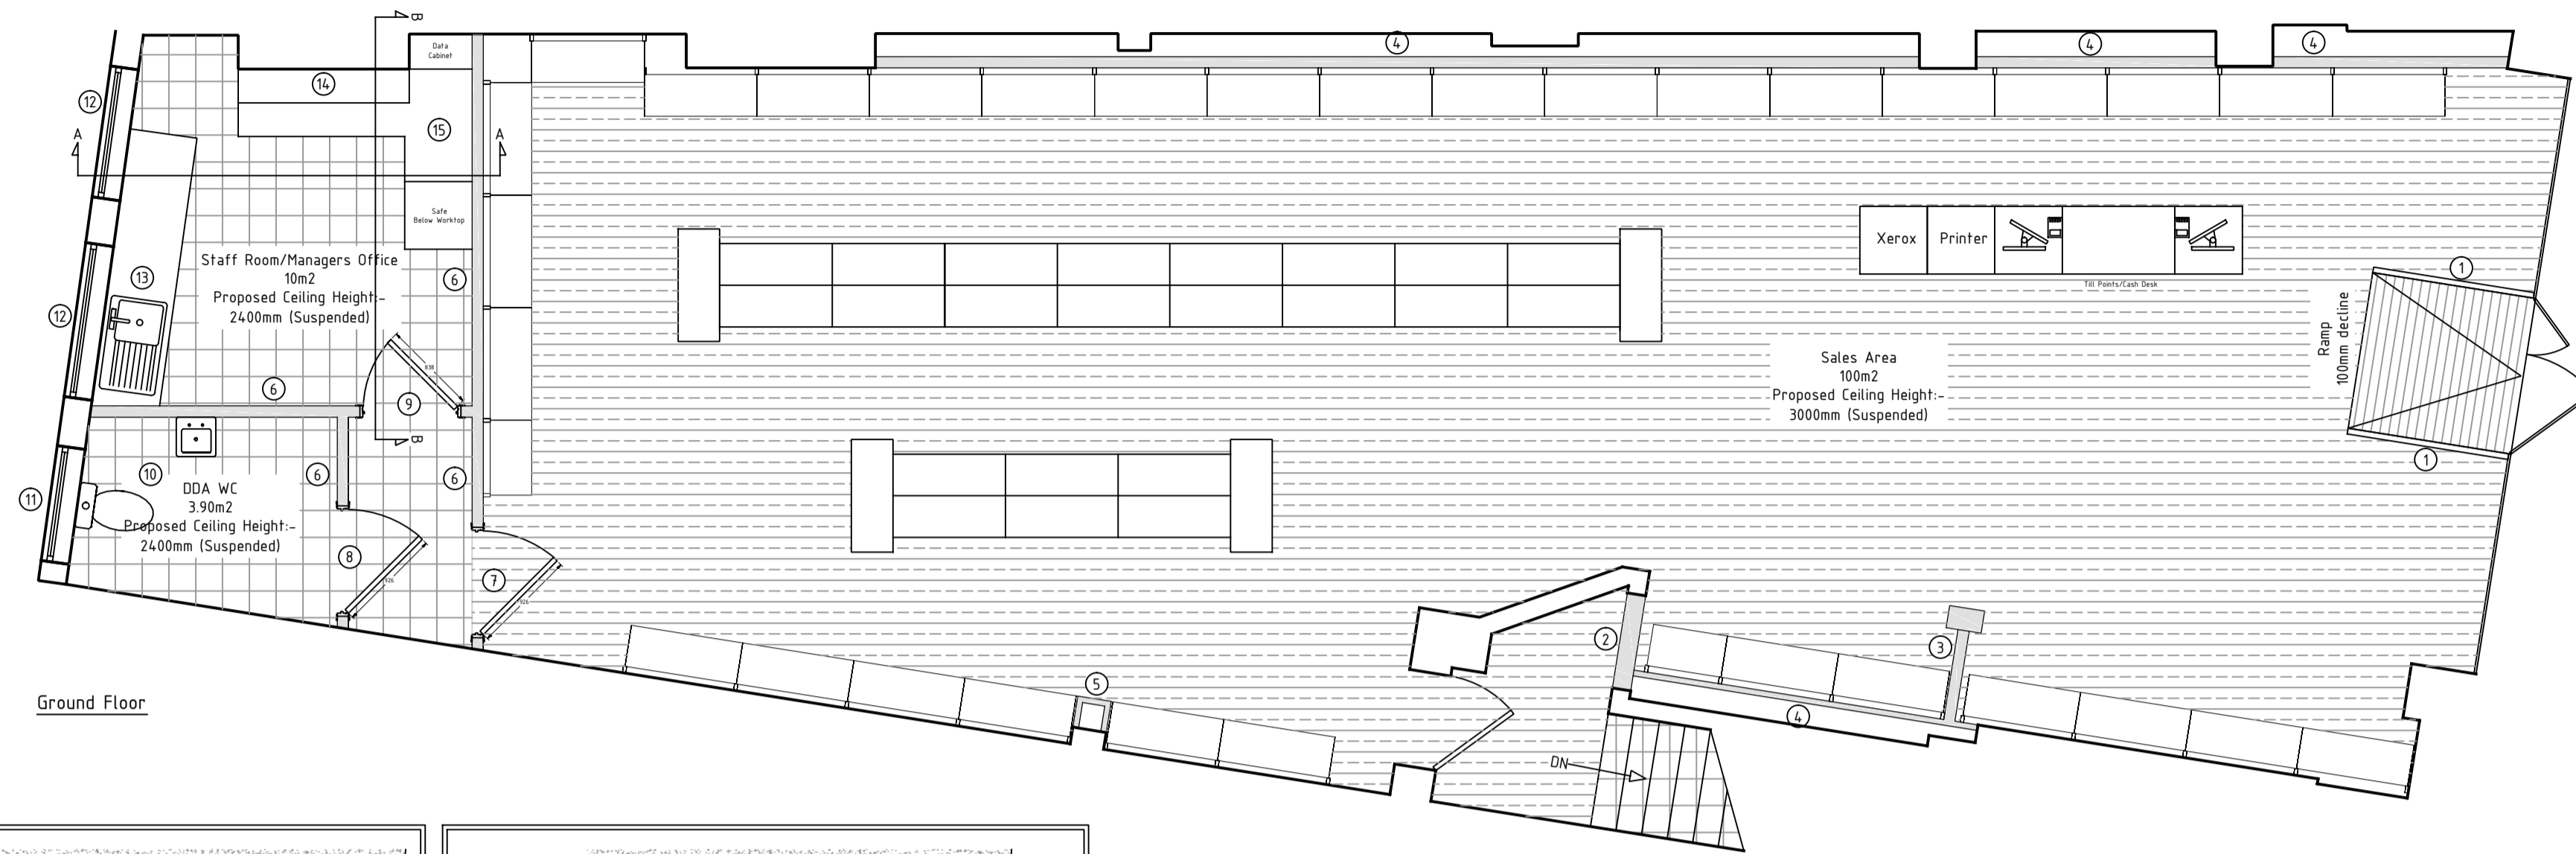 B
Data
Cabinet
4
4
4
14
12
15
A
A
Safe
Below Worktop
Xerox
Printer
Till Points/Cash Desk
Staff Room/Managers Office
10m2
Proposed Ceiling Height:-
2400mm (Suspended)
13
6
12
1
Ramp
100mm decline
Sales Area
100m2
Proposed Ceiling Height:-
3000mm (Suspended)
838
6
9
B
1
10
6
6
11
DDA WC
3.90m2
Proposed Ceiling Height:-
2400mm (Suspended)
8
926
7
926
2
3
5
4
Ground Floor
DN